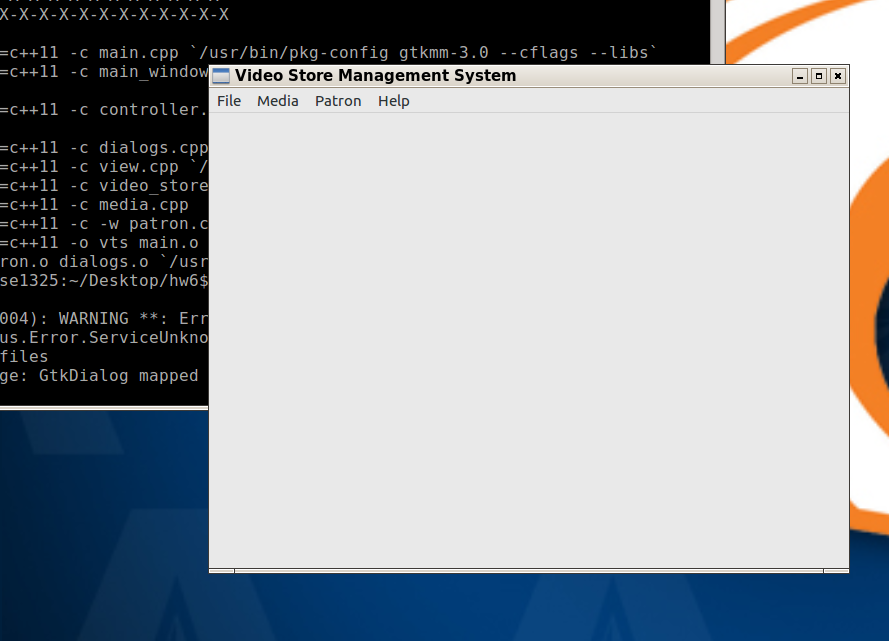 X-X-X-X-X-X-X-X-X-X-X-X
=c++11 -c main.cpp `/usr/bin/pkg-config gtkmm-3.0 --cflags --libs`
=c++11 -c main_window
=c++11 -c controller.
=c++11 -c dialogs.cpp
=c++11 -c view.cpp `/
=c++11 -c video_store
=c++11 -c media.cpp
=c++11 -c -w patron.c
=c++11 -o vts main.o
ron.o dialogs.o `/usr
se1325:~/Desktop/hw6$
004): WARNING **: Err
us.Error.ServiceUnkno
files
ge: GtkDialog mapped
Video Store Management System
File Media Patron Help